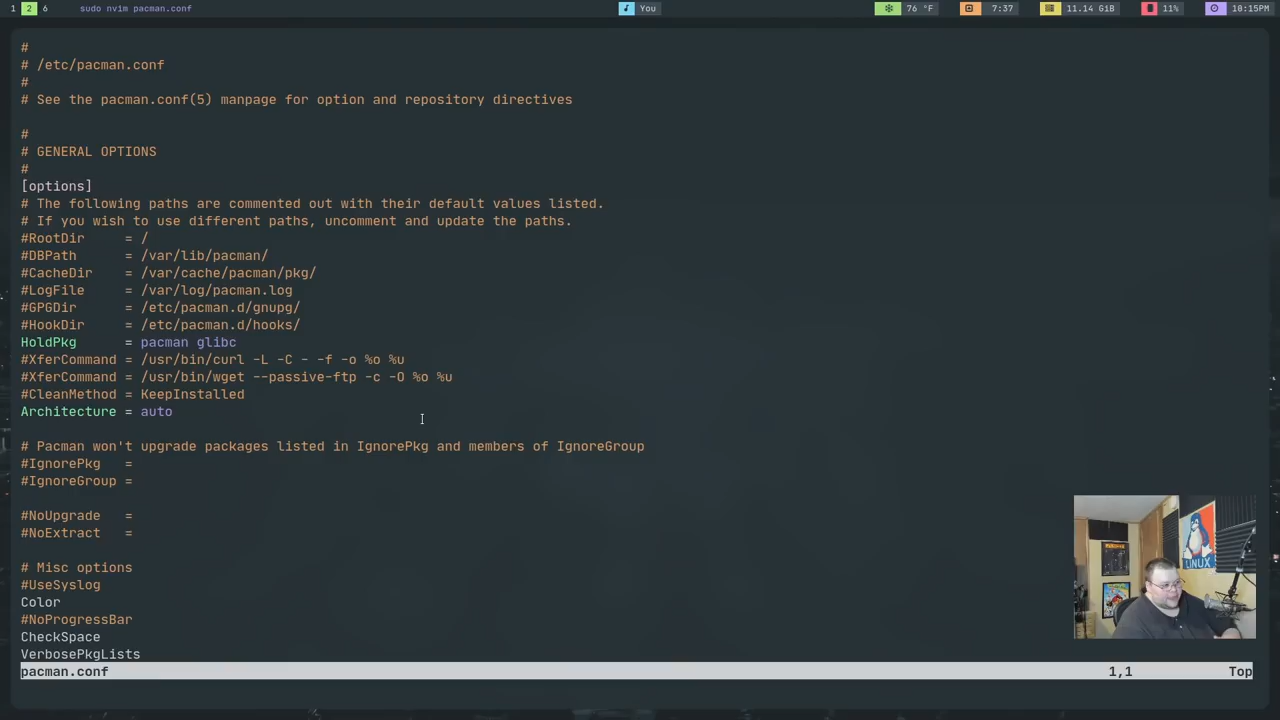 1 2 6 sudo nvim pacman.conf You 76 °F 7:37 11.14 GiB 11% 10:15PM
#
# /etc/pacman.conf
#
# See the pacman.conf(5) manpage for option and repository directives
#
# GENERAL OPTIONS
#
[options]
# The following paths are commented out with their default values listed.
# If you wish to use different paths, uncomment and update the paths.
#RootDir     = /
#DBPath      = /var/lib/pacman/
#CacheDir    = /var/cache/pacman/pkg/
#LogFile     = /var/log/pacman.log
#GPGDir      = /etc/pacman.d/gnupg/
#HookDir     = /etc/pacman.d/hooks/
HoldPkg      = pacman glibc
#XferCommand = /usr/bin/curl -L -C - -f -o %o %u
#XferCommand = /usr/bin/wget --passive-ftp -c -O %o %u
#CleanMethod = KeepInstalled
Architecture = auto
# Pacman won't upgrade packages listed in IgnorePkg and members of IgnoreGroup
#IgnorePkg   =
#IgnoreGroup =
#NoUpgrade   =
#NoExtract   =
# Misc options
#UseSyslog
Color
#NoProgressBar
CheckSpace
VerbosePkgLists
pacman.conf 1,1 Top
LINUX